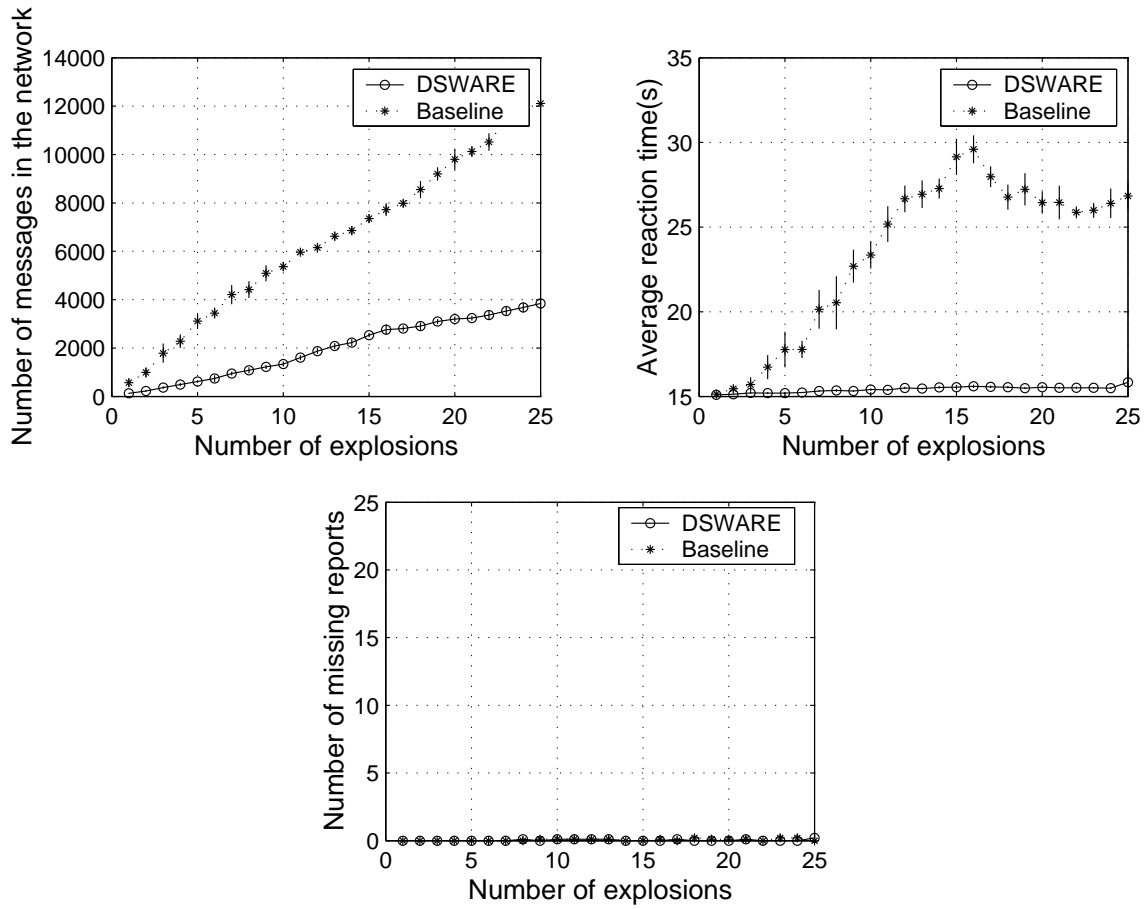 Number of messages in the network
14000
12000
10000
8000
6000
4000
2000
0
0 5 10 15 20 25
Number of explosions
DSWARE
Baseline
Average reaction time(s)
35
30
25
20
15
0 5 10 15 20 25
Number of explosions
DSWARE
Baseline
Number of missing reports
25
20
15
10
5
0
0 5 10 15 20 25
Number of explosions
DSWARE
Baseline